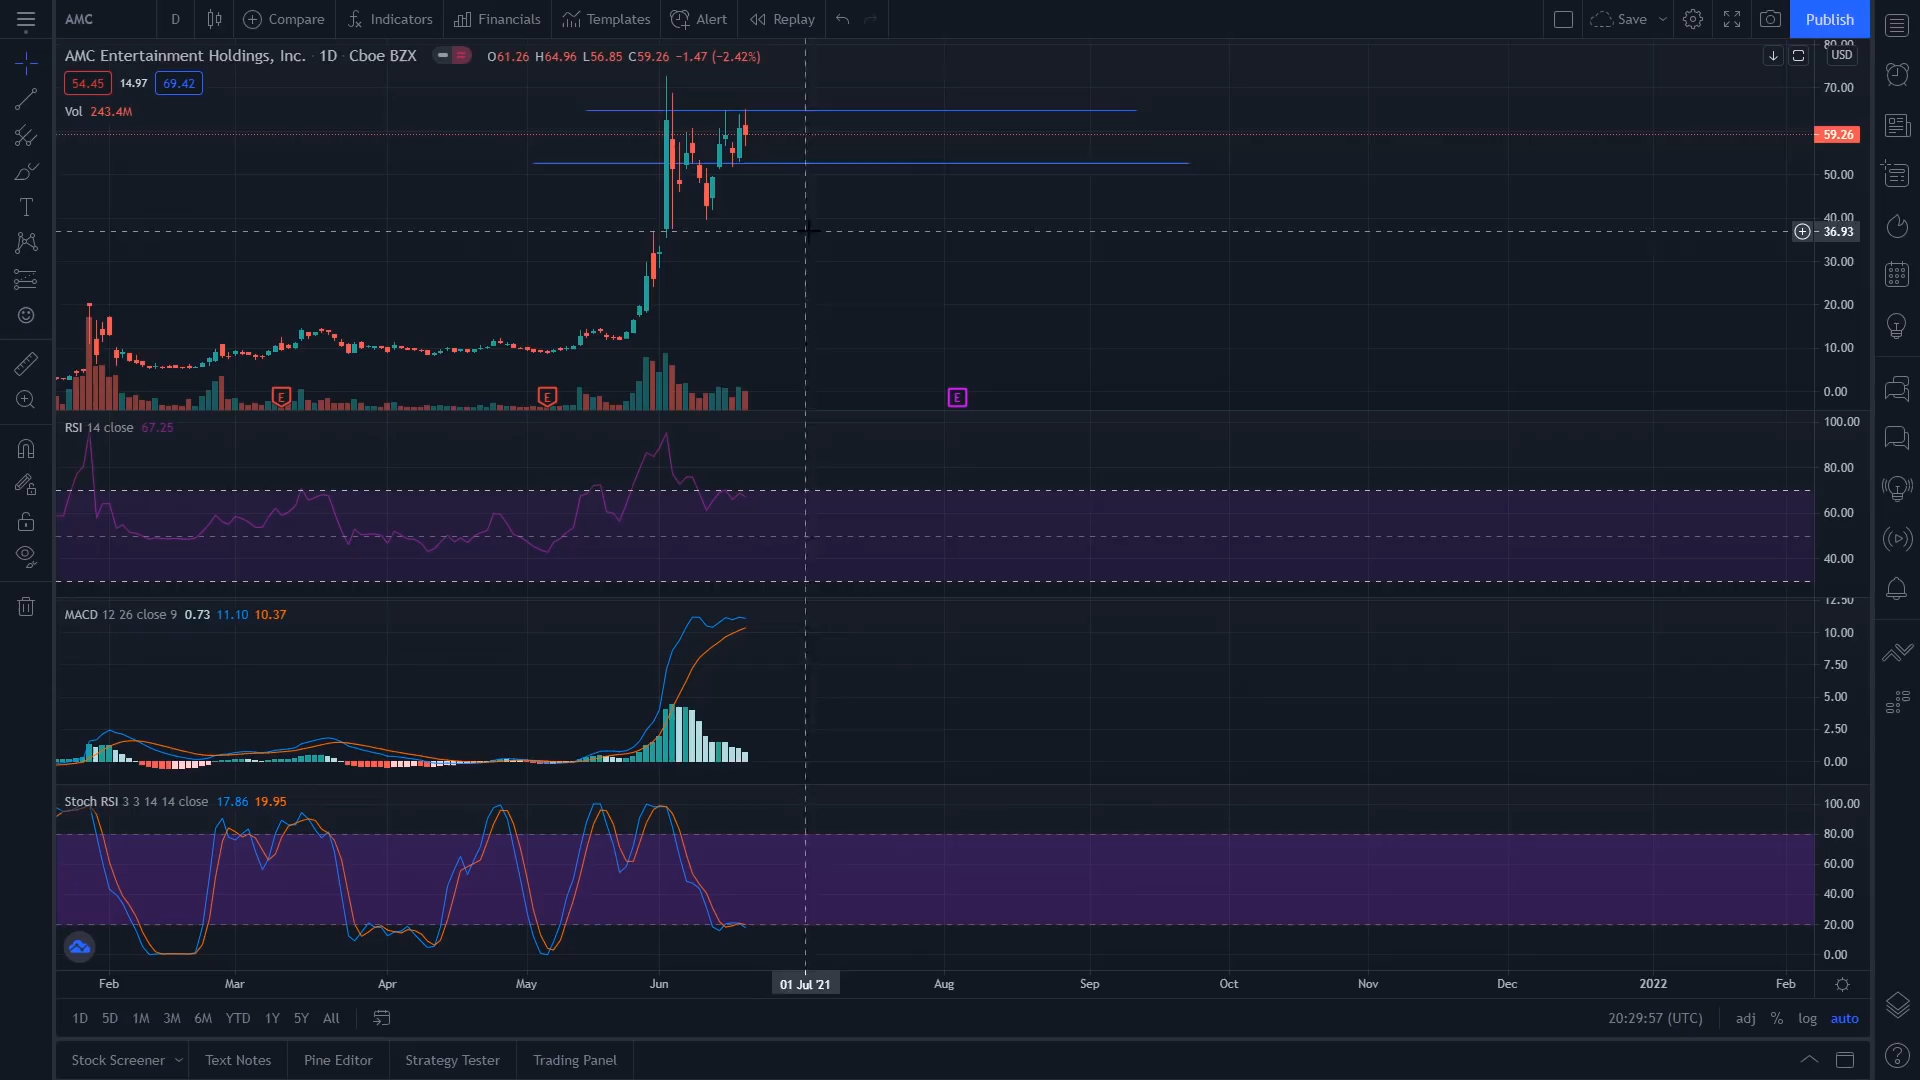 AMC D Compare Indicators Financials Templates Alert Replay Save Publish
AMC Entertainment Holdings, Inc. · 1D · Cboe BZX O61.26 H64.96 L56.85 C59.26 −1.47 (−2.42%)
54.45 14.97 69.42
Vol 243.4M
80.00
USD
70.00
59.26
50.00
40.00
36.93
30.00
20.00
10.00
0.00
E E E
RSI 14 close 67.25
100.00
80.00
60.00
40.00
MACD 12 26 close 9 0.73 11.10 10.37
12.50
10.00
7.50
5.00
2.50
0.00
Stoch RSI 3 3 14 14 close 17.86 19.95
100.00
80.00
60.00
40.00
20.00
0.00
Feb Mar Apr May Jun 01 Jul '21 Aug Sep Oct Nov Dec 2022 Feb
1D 5D 1M 3M 6M YTD 1Y 5Y All 20:29:57 (UTC) adj % log auto
Stock Screener Text Notes Pine Editor Strategy Tester Trading Panel